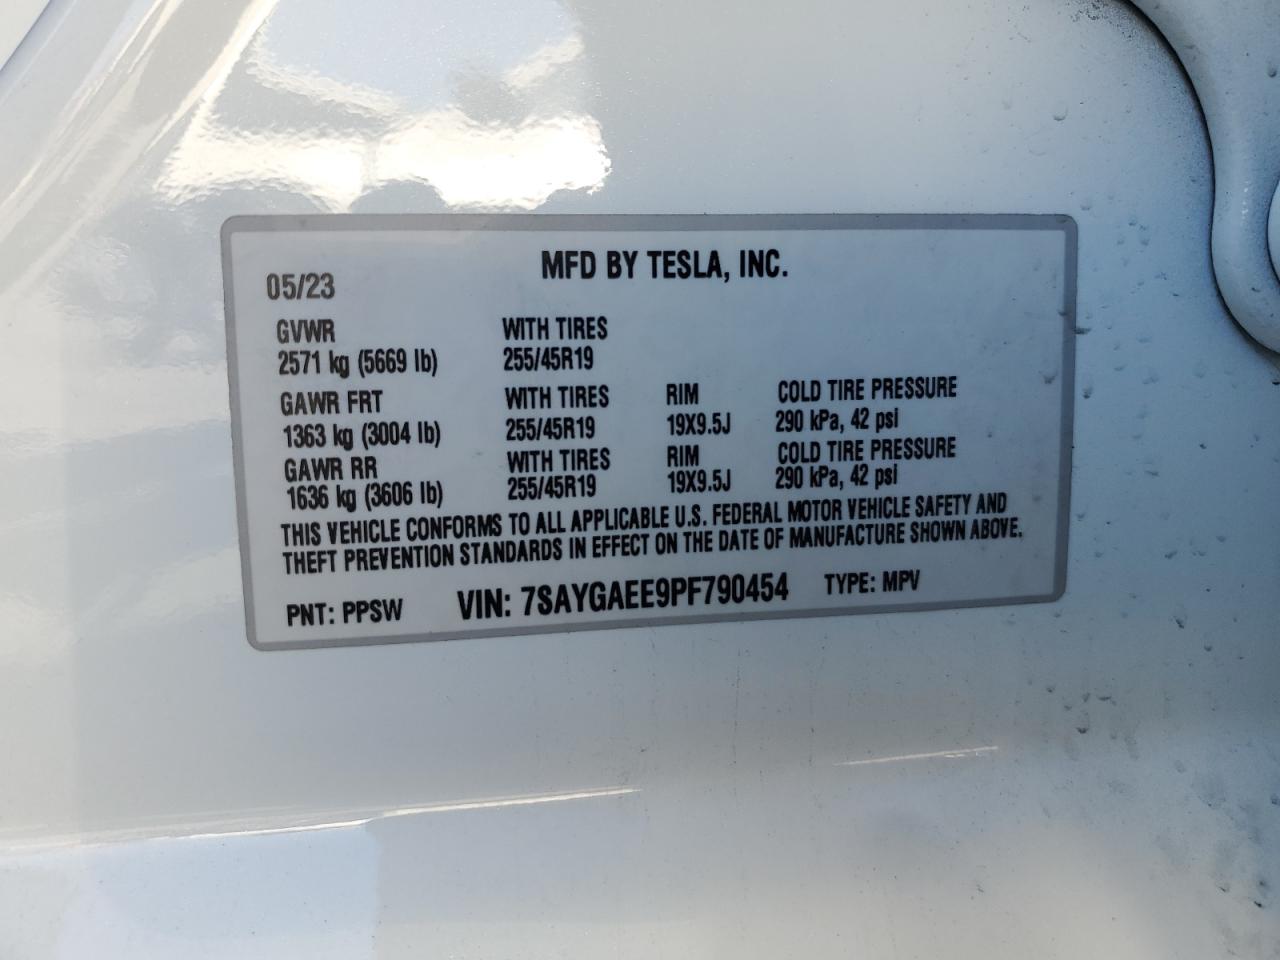 MFD BY TESLA, INC.
05/23
GVWR WITH TIRES
2571 kg (5669 lb) 255/45R19
GAWR FRT WITH TIRES RIM COLD TIRE PRESSURE
1363 kg (3004 lb) 255/45R19 19X9.5J 290 kPa, 42 psi
GAWR RR WITH TIRES RIM COLD TIRE PRESSURE
1636 kg (3606 lb) 255/45R19 19X9.5J 290 kPa, 42 psi
THIS VEHICLE CONFORMS TO ALL APPLICABLE U.S. FEDERAL MOTOR VEHICLE SAFETY AND
THEFT PREVENTION STANDARDS IN EFFECT ON THE DATE OF MANUFACTURE SHOWN ABOVE.
PNT: PPSW VIN: 7SAYGAEE9PF790454 TYPE: MPV